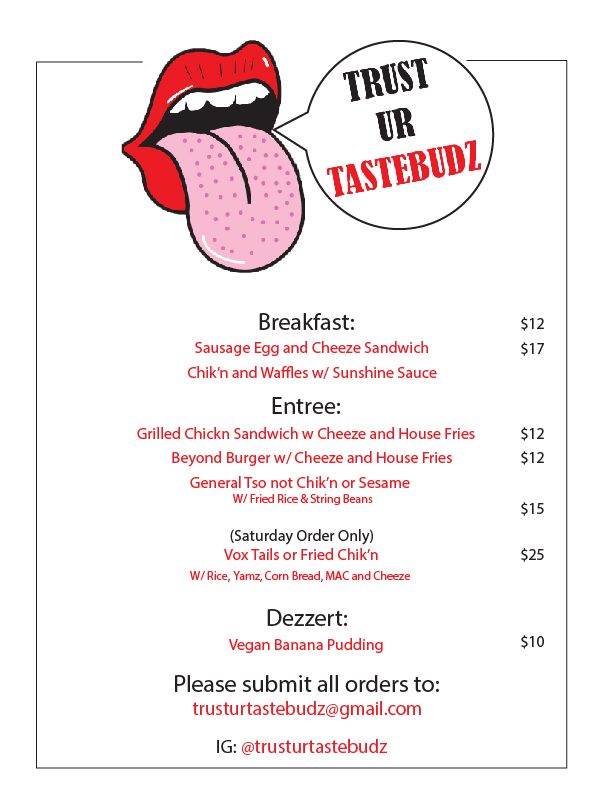 TRUST
UR
TASTEBUDZ
Breakfast: $12
Sausage Egg and Cheeze Sandwich $17
Chik'n and Waffles w/ Sunshine Sauce
Entree:
Grilled Chickn Sandwich w Cheeze and House Fries $12
Beyond Burger w/ Cheeze and House Fries $12
General Tso not Chik'n or Sesame
W/ Fried Rice & String Beans
$15
(Saturday Order Only)
Vox Tails or Fried Chik'n $25
W/ Rice, Yamz, Corn Bread, MAC and Cheeze
Dezzert:
Vegan Banana Pudding $10
Please submit all orders to:
trusturtastebudz@gmail.com
IG: @trusturtastebudz